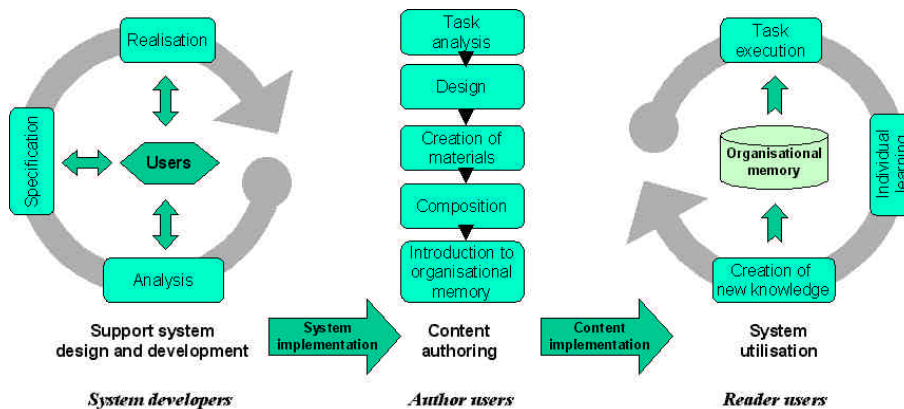 Realisation
Specification
Users
Analysis
Support system
design and development
System developers
System
implementation
Task
analysis
Design
Creation of
materials
Composition
Introduction to
organisational
memory
Content
authoring
Author users
Content
implementation
Task
execution
Organisational
memory
Individual
learning
Creation of
new knowledge
System
utilisation
Reader users